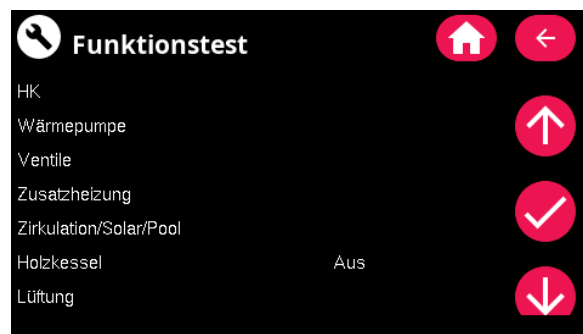 Funktionstest
HK
Wärmepumpe
Ventile
Zusatzheizung
Zirkulation/Solar/Pool
Holzkessel Aus
Lüftung